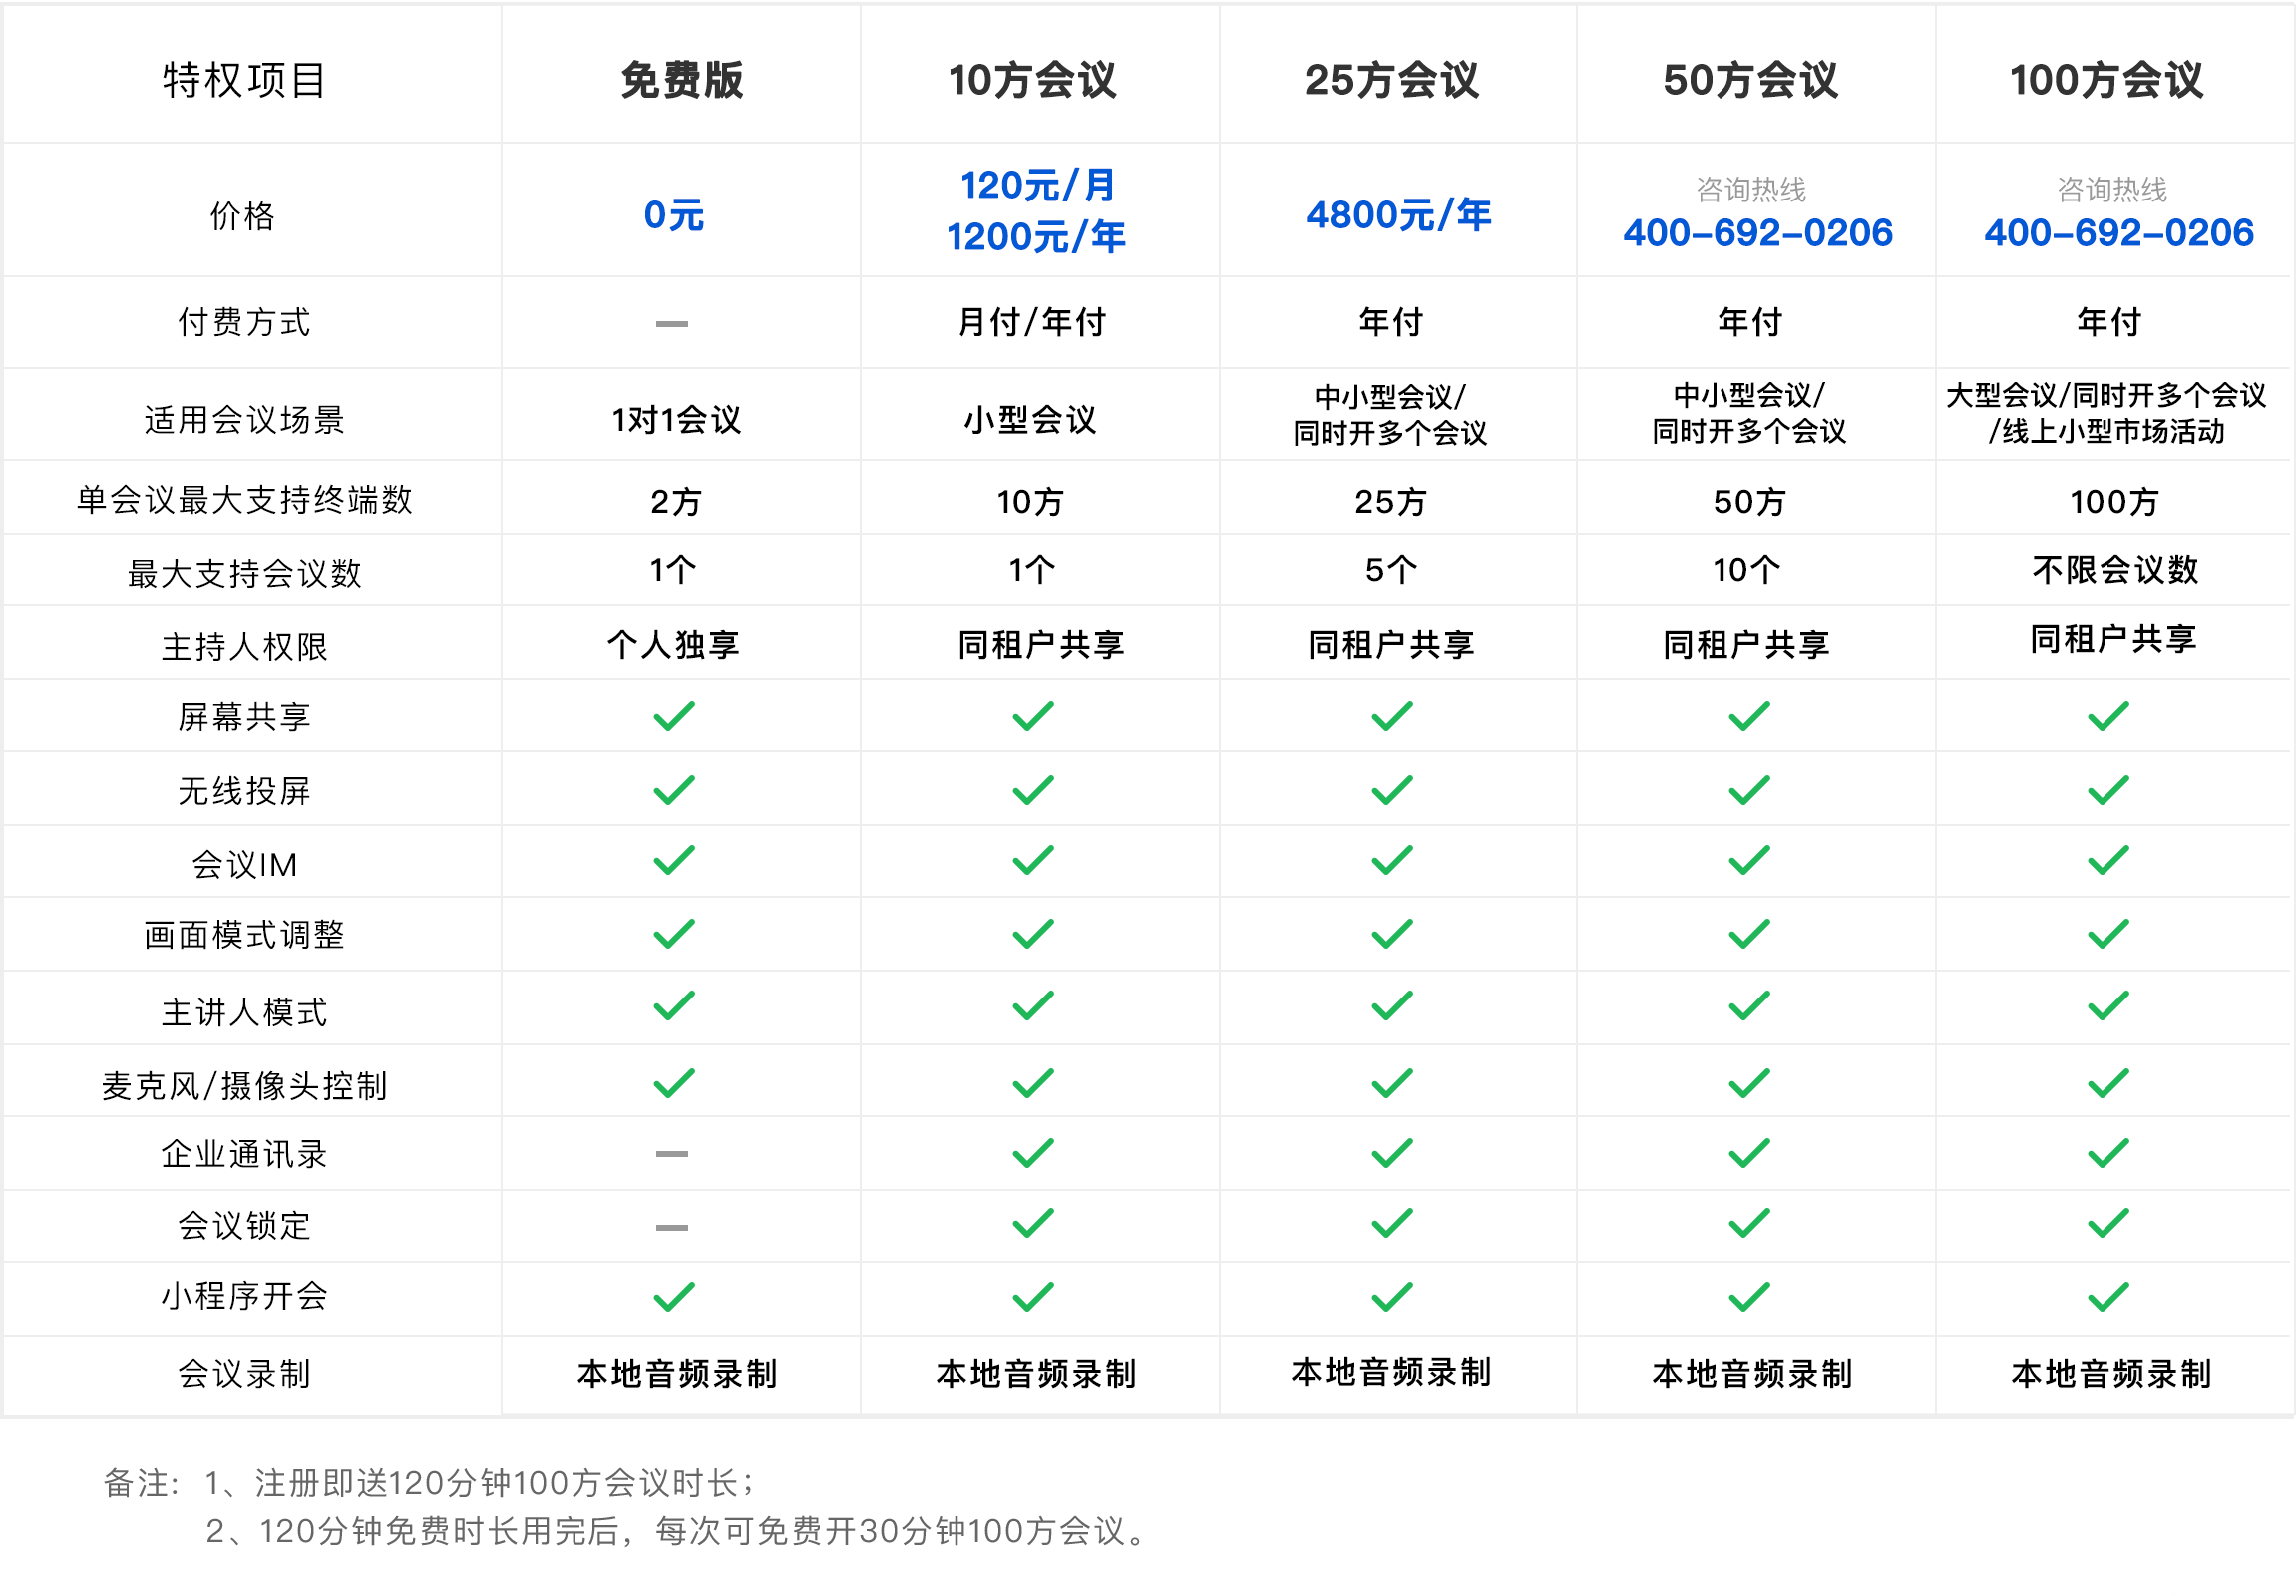 特权项目 免费版 10方会议 25方会议 50方会议 100方会议
价格 0元 120元/月 1200元/年 4800元/年 咨询热线 400-692-0206 咨询热线 400-692-0206
付费方式 — 月付/年付 年付 年付 年付
适用会议场景 1对1会议 小型会议 中小型会议/ 同时开多个会议 中小型会议/ 同时开多个会议 大型会议/同时开多个会议 /线上小型市场活动
单会议最大支持终端数 2方 10方 25方 50方 100方
最大支持会议数 1个 1个 5个 10个 不限会议数
主持人权限 个人独享 同租户共享 同租户共享 同租户共享 同租户共享
屏幕共享 ✓ ✓ ✓ ✓ ✓
无线投屏 ✓ ✓ ✓ ✓ ✓
会议IM ✓ ✓ ✓ ✓ ✓
画面模式调整 ✓ ✓ ✓ ✓ ✓
主讲人模式 ✓ ✓ ✓ ✓ ✓
麦克风/摄像头控制 ✓ ✓ ✓ ✓ ✓
企业通讯录 — ✓ ✓ ✓ ✓
会议锁定 — ✓ ✓ ✓ ✓
小程序开会 ✓ ✓ ✓ ✓ ✓
会议录制 本地音频录制 本地音频录制 本地音频录制 本地音频录制 本地音频录制
备注：1、注册即送120分钟100方会议时长；
2、120分钟免费时长用完后，每次可免费开30分钟100方会议。